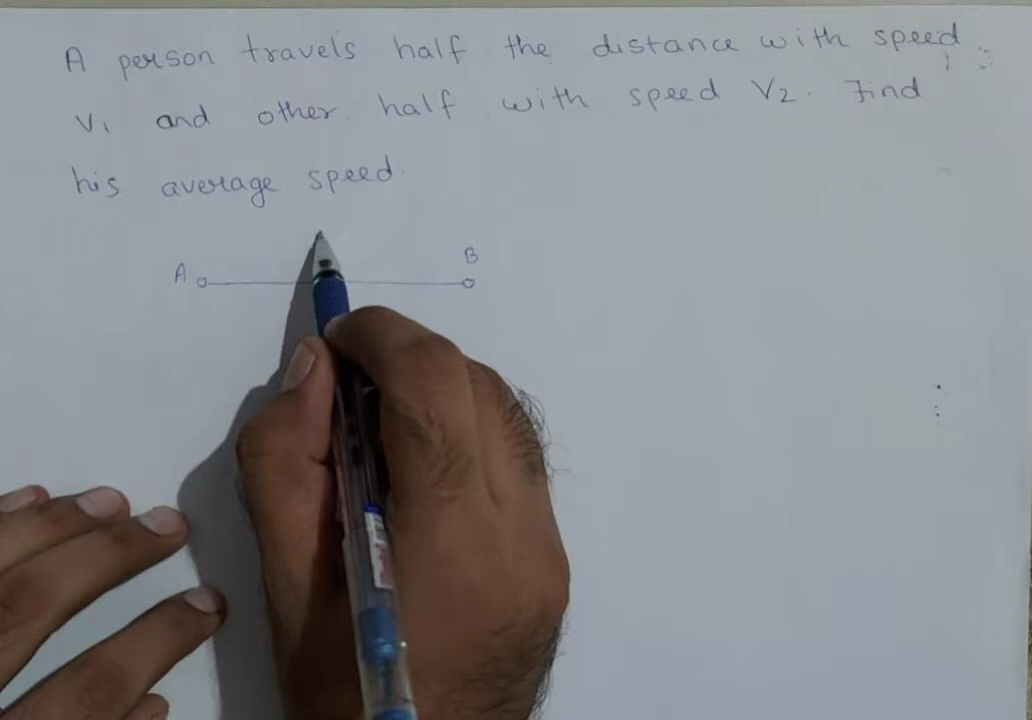 A person travels half the distance with speed
V1 and other half with speed V2. Find
his average speed.
A B